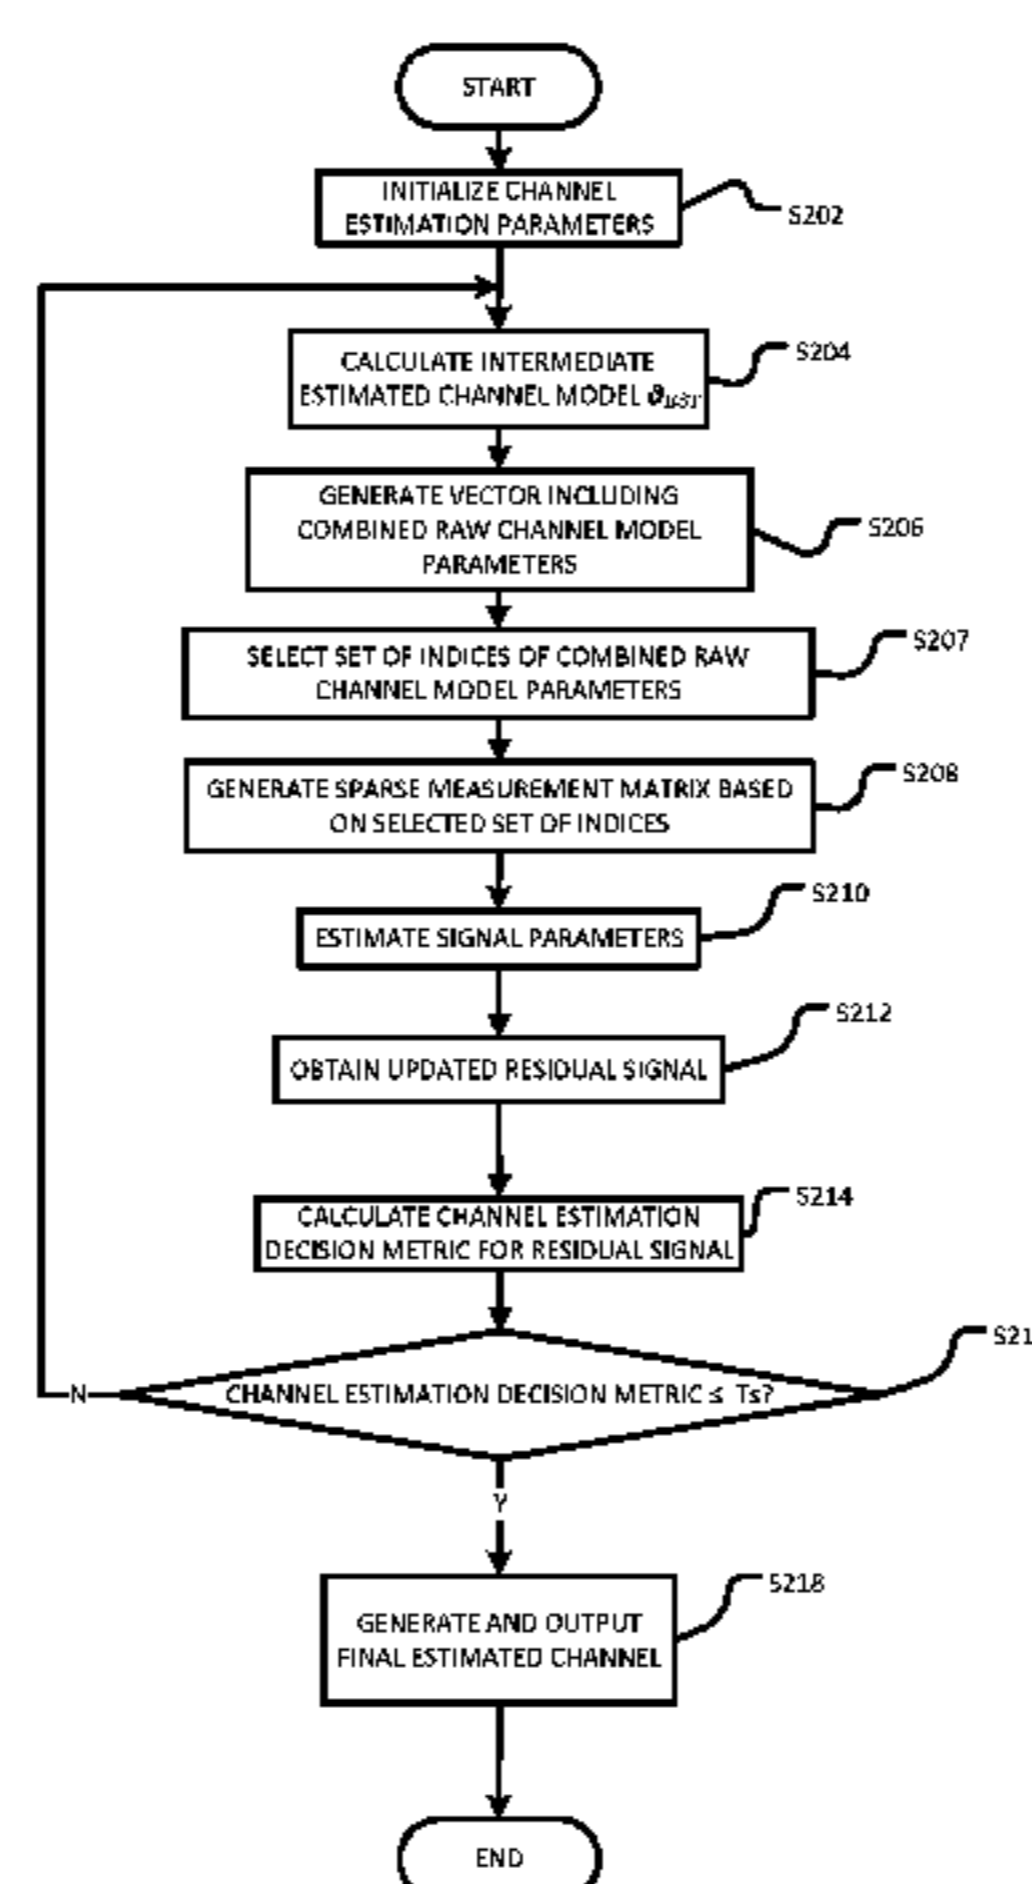 START
INITIALIZE CHANNEL
ESTIMATION PARAMETERS
S202
CALCULATE INTERMEDIATE
ESTIMATED CHANNEL MODEL
S204
GENERATE VECTOR INCLUDING
COMBINED RAW CHANNEL MODEL
PARAMETERS
S206
SELECT SET OF INDICES OF COMBINED RAW
CHANNEL MODEL PARAMETERS
S207
GENERATE SPARSE MEASUREMENT MATRIX BASED
ON SELECTED SET OF INDICES
S208
ESTIMATE SIGNAL PARAMETERS
S210
OBTAIN UPDATED RESIDUAL SIGNAL
S212
CALCULATE CHANNEL ESTIMATION
DECISION METRIC FOR RESIDUAL SIGNAL
S214
CHANNEL ESTIMATION DECISION METRIC ≤ Ts?
S21
N
Y
GENERATE AND OUTPUT
FINAL ESTIMATED CHANNEL
S218
END